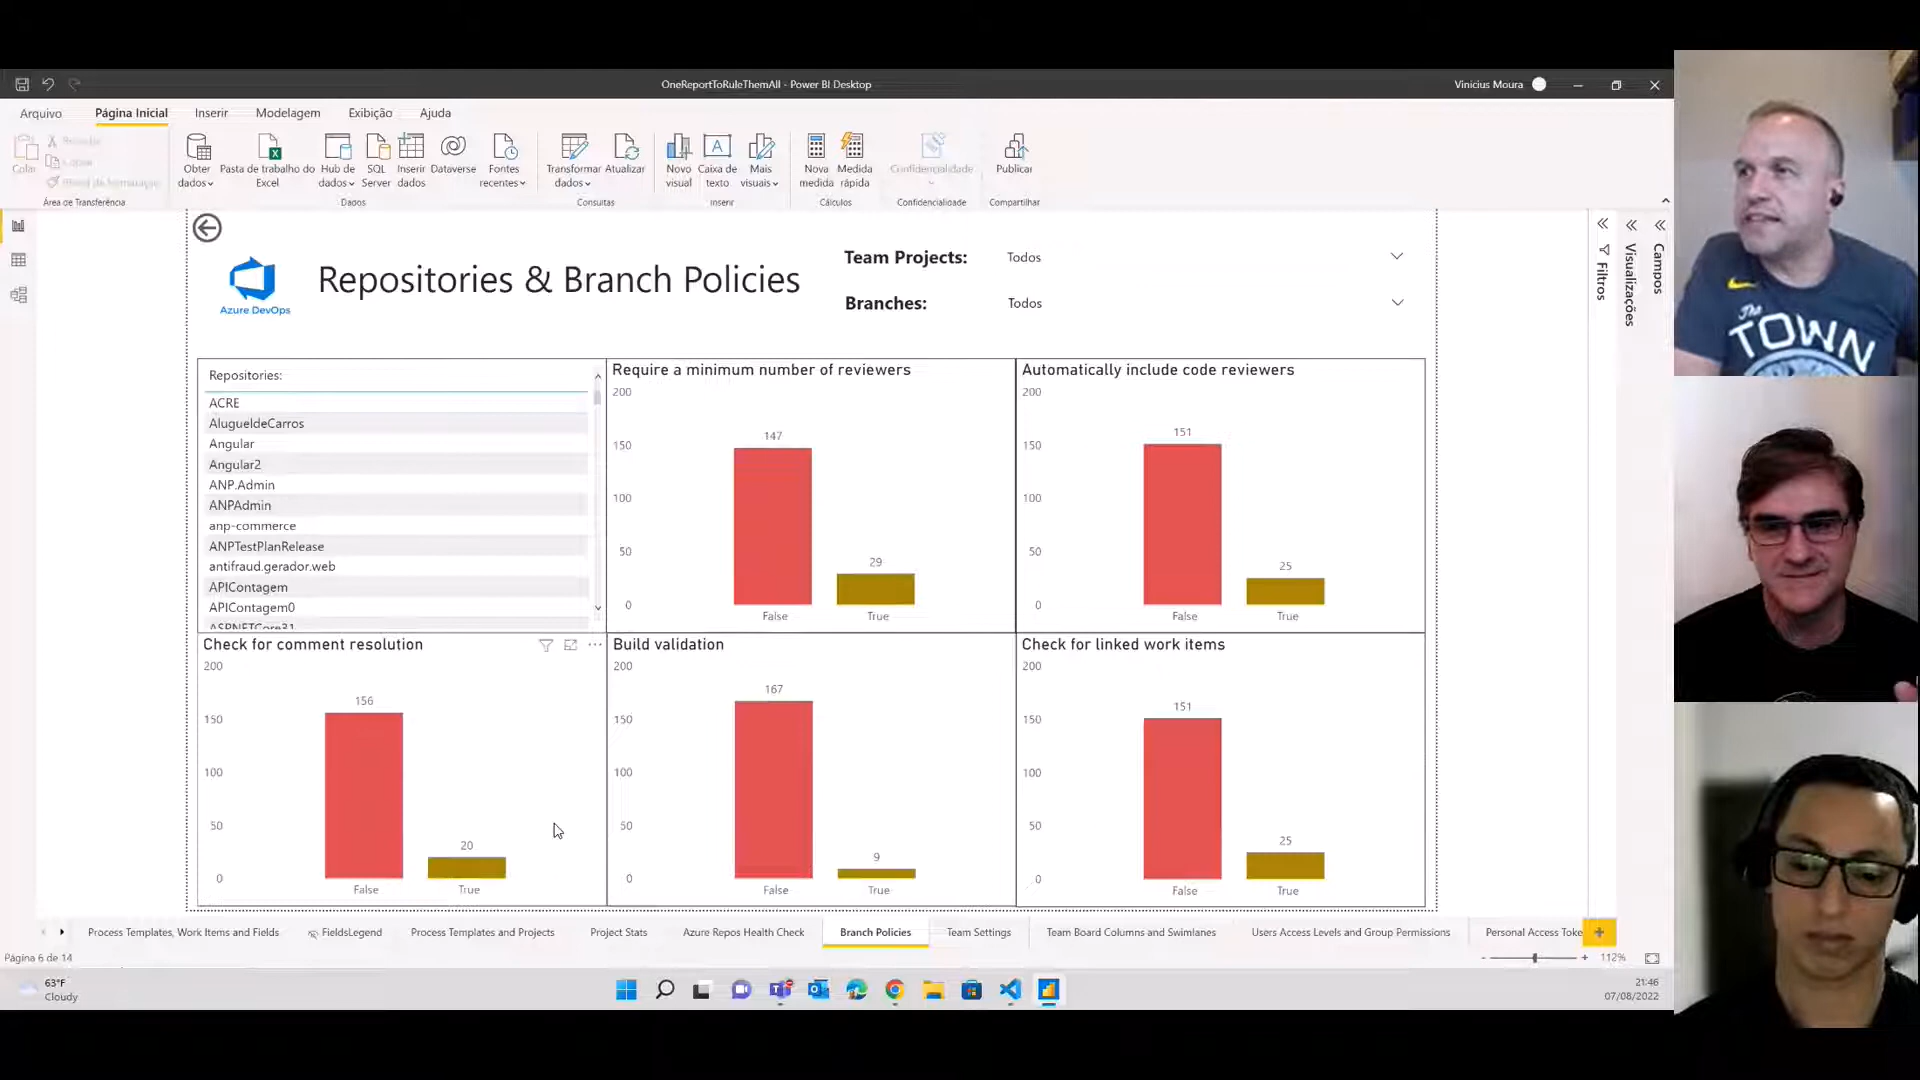 OneReportToRuleThemAll - Power BI Desktop
Vinicius Moura
Arquivo
Página Inicial
Inserir
Modelagem
Exibição
Ajuda
Colar
Obter dados
Pasta de trabalho do Excel
Hub de dados
SQL Server
Inserir dados
Dataverse
Fontes recentes
Transformar dados
Atualizar
Novo visual
Caixa de texto
Mais visuais
Nova medida
Medida rápida
Confidencialidade
Publicar
Área de Transferência
Dados
Consultas
Inserir
Cálculos
Confidencialidade
Compartilhar
Azure DevOps
Repositories & Branch Policies
Team Projects:
Todos
Branches:
Todos
Filtros
Visualizações
Campos
Repositories:
ACRE
AlugueldeCarros
Angular
Angular2
ANP.Admin
ANPAdmin
anp-commerce
ANPTestPlanRelease
antifraud.gerador.web
APIContagem
APIContagem0
ASPNETCore31
Require a minimum number of reviewers
200
150
100
50
0
147
29
False
True
Automatically include code reviewers
200
150
100
50
0
151
25
False
True
Check for comment resolution
200
150
100
50
0
156
20
False
True
Build validation
200
150
100
50
0
167
9
False
True
Check for linked work items
200
150
100
50
0
151
25
False
True
Process Templates, Work Items and Fields
FieldsLegend
Process Templates and Projects
Project Stats
Azure Repos Health Check
Branch Policies
Team Settings
Team Board Columns and Swimlanes
Users Access Levels and Group Permissions
Personal Access Toke
+
Página 6 de 14
- + 112%
63°F
Cloudy
21:46
07/08/2022
The
TOWN